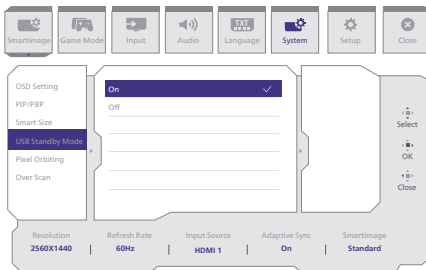 SmartImage
Game Mode
Input
Audio
TXT
Language
System
Setup
Close
OSD Setting
PIP/PBP
Smart Size
USB Standby Mode
Pixel Orbiting
Over Scan
On
Off
Select
OK
Close
Resolution
2560X1440
Refresh Rate
60Hz
Input Source
HDMI 1
Adaptive Sync
On
SmartImage
Standard